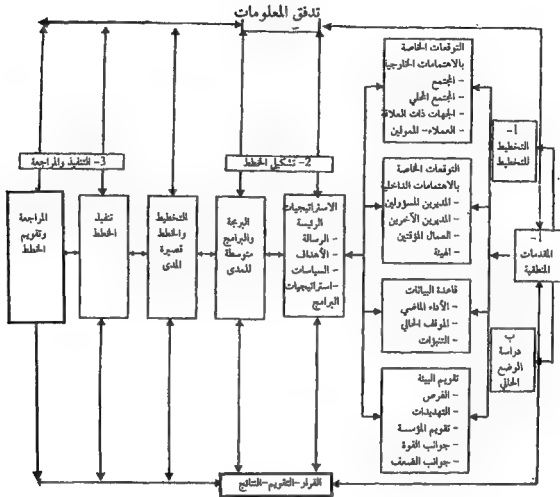 تدفق المعلومات
التوقعات الخاصة
بالاهتمامات الخارجية
- المجتمع
- المجتمع المحلي
- الجهات ذات العلاقة
- العملاء- الممولين
1-
التخطيط
للتخطيط
التوقعات الخاصة
بالاهتمامات الداخلية
- المديرين المسؤولين
- المديرين الآخرين
- العمال المؤقتين
- الهيئة
المقدمات
المنطقية
قاعدة البيانات
- الأداء الماضي
- الموقف الحالي
- التنبؤات
ب
دراسة
الوضع
الحالي
تقويم البيئة
- الفرص
- التهديدات
- تقويم المؤسسة
- جوانب القوة
- جوانب الضعف
2- تشكيل الخطط
الاستراتيجيات
الرئيسة
- الرسالة
- الأهداف
- السياسات
-استراتيجيات
البرامج
البرمجة
والبرامج
متوسطة
للمدى
3- التنفيذ والمراجعة
التخطيط
والخطط
قصيرة
المدى
تنفيذ
الخطط
المراجعة
وتقويم
الخطط
القرار-التقويم-النتائج